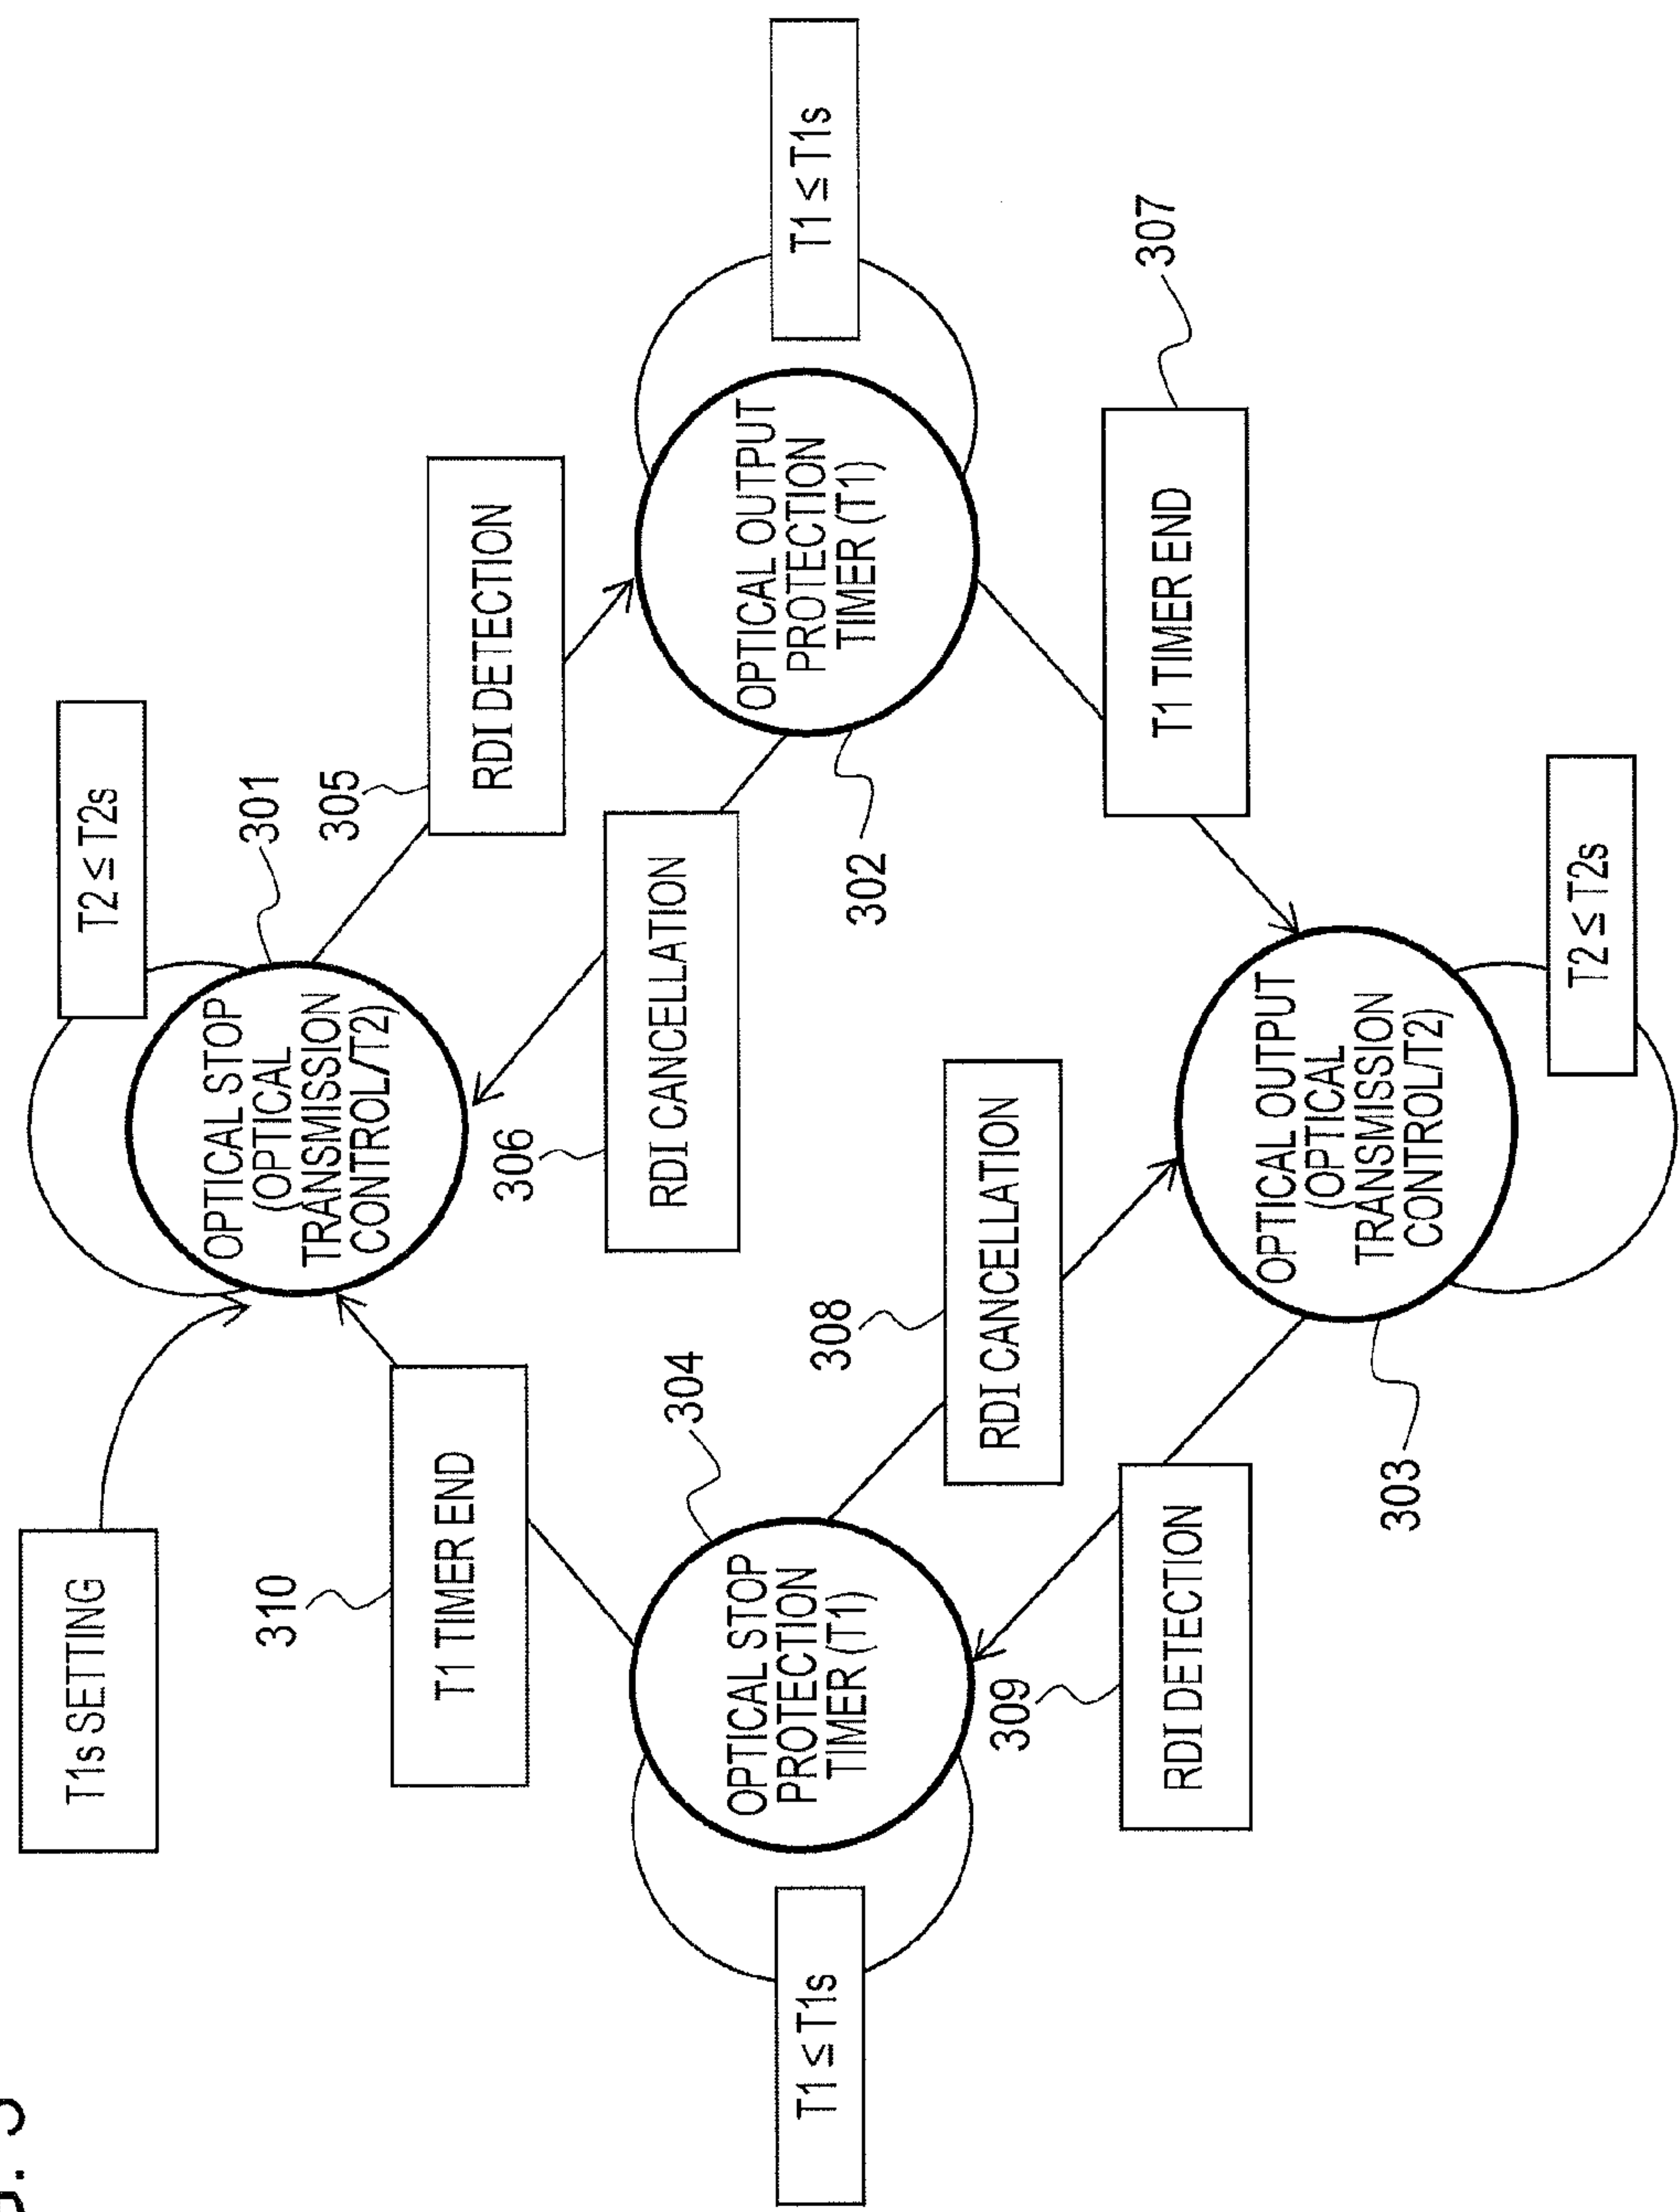 T1s SETTING
T2 ≤ T2s
301
OPTICAL STOP
(OPTICAL
TRANSMISSION
CONTROL/T2)
310
T1 TIMER END
305
RDI DETECTION
306
RDI CANCELLATION
304
OPTICAL STOP
PROTECTION
TIMER (T1)
T1 ≤ T1s
OPTICAL OUTPUT
PROTECTION
TIMER (T1)
302
T1 ≤ T1s
308
RDI CANCELLATION
309
RDI DETECTION
307
T1 TIMER END
OPTICAL OUTPUT
(OPTICAL
TRANSMISSION
CONTROL/T2)
303
T2 ≤ T2s